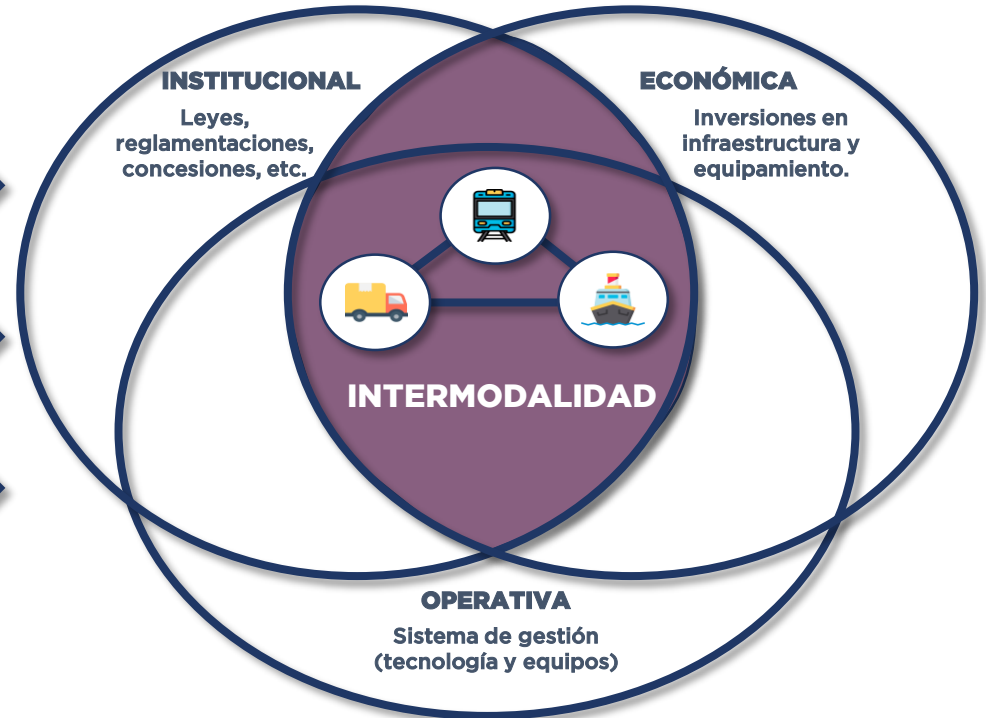 INSTITUCIONAL
Leyes,
reglamentaciones,
concesiones, etc.
ECONÓMICA
Inversiones en
infraestructura y
equipamiento.
INTERMODALIDAD
OPERATIVA
Sistema de gestión
(tecnología y equipos)